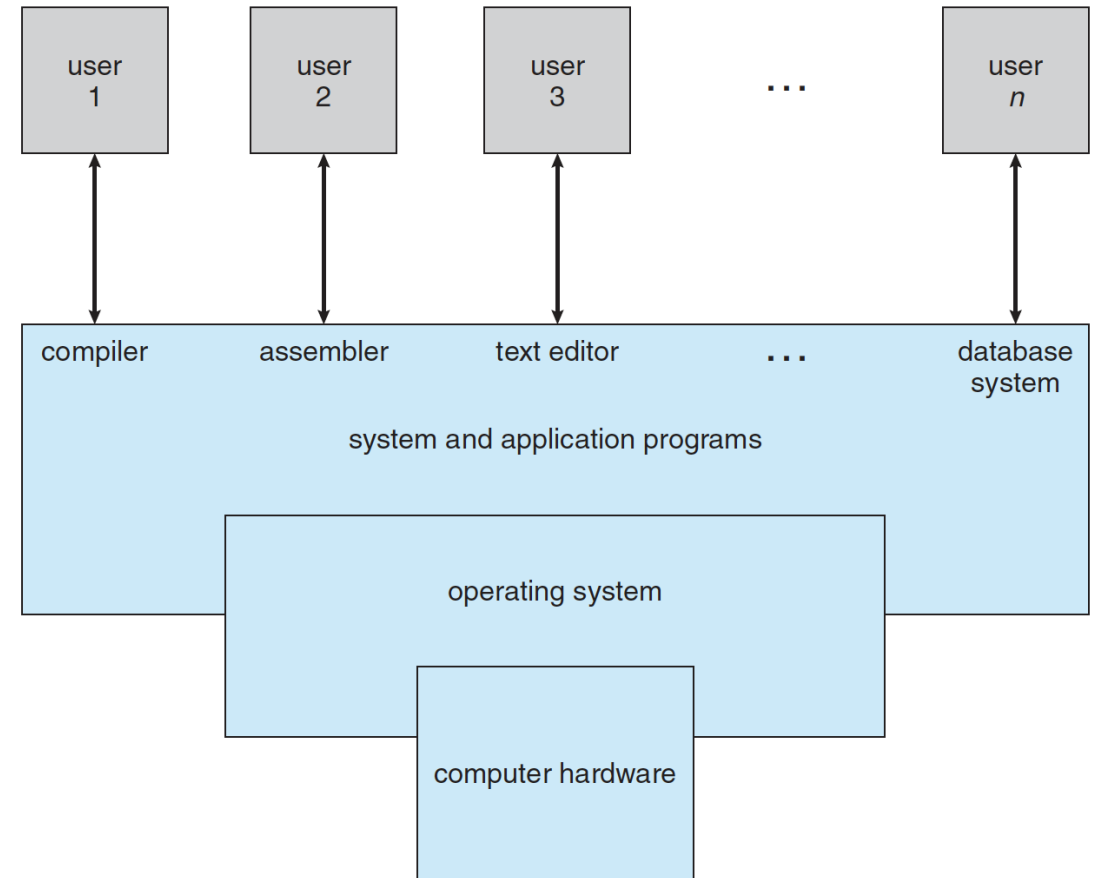 user
1
user
2
user
3
...
user
n
compiler
assembler
text editor
...
database
system
system and application programs
operating system
computer hardware